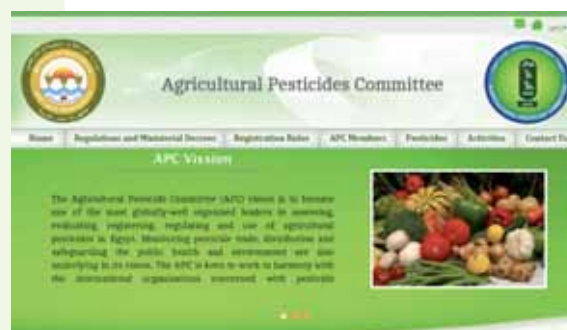 Agricultural Pesticides Committee
Home Regulations and Ministerial Decrees Registration Rules APC Members Pesticides Activities Contact Us
APC Vission
The Agricultural Pesticide Committee (APC) vision is to become
one of the most globally-well organized leaders in assessing,
evaluating, registering, regulating and use of agricultural
pesticides in Egypt. Monitoring pesticide trade, distribution and
safeguarding the public health and environment are also
underlying in its vision. The APC is keen to work in harmony with
the international organizations concerned with pesticide